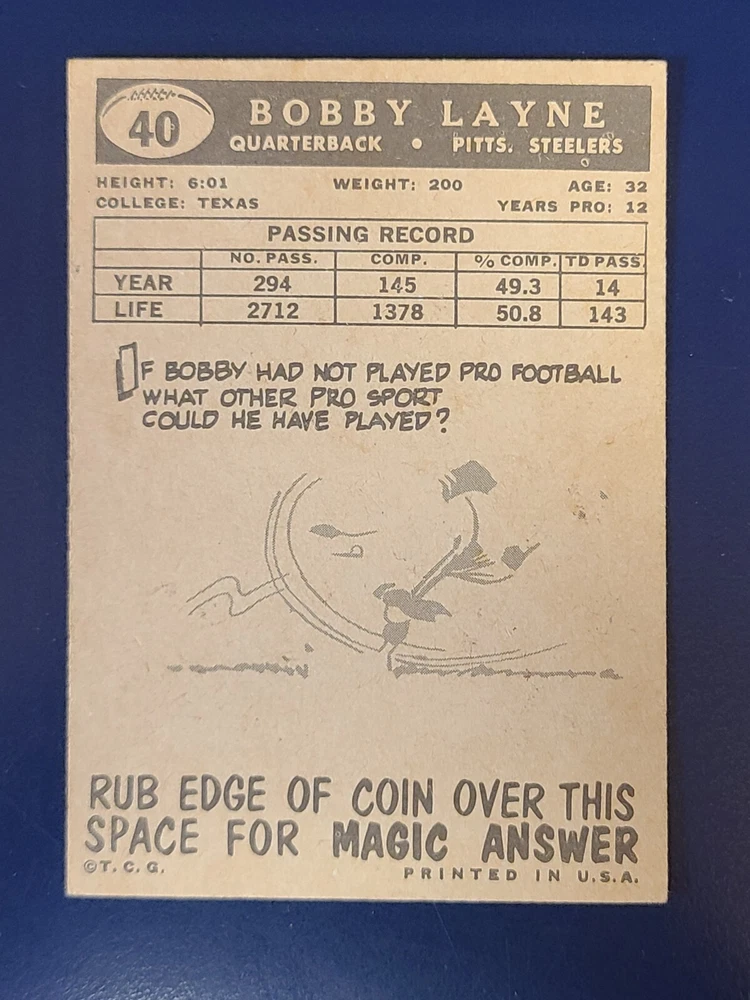 40
BOBBY LAYNE
QUARTERBACK • PITTS. STEELERS
HEIGHT: 6:01 WEIGHT: 200 AGE: 32
COLLEGE: TEXAS YEARS PRO: 12
PASSING RECORD
NO. PASS. COMP. % COMP. TD PASS
YEAR 294 145 49.3 14
LIFE 2712 1378 50.8 143
IF BOBBY HAD NOT PLAYED PRO FOOTBALL
WHAT OTHER PRO SPORT
COULD HE HAVE PLAYED?
RUB EDGE OF COIN OVER THIS
SPACE FOR MAGIC ANSWER
©T. C. G. PRINTED IN U.S.A.